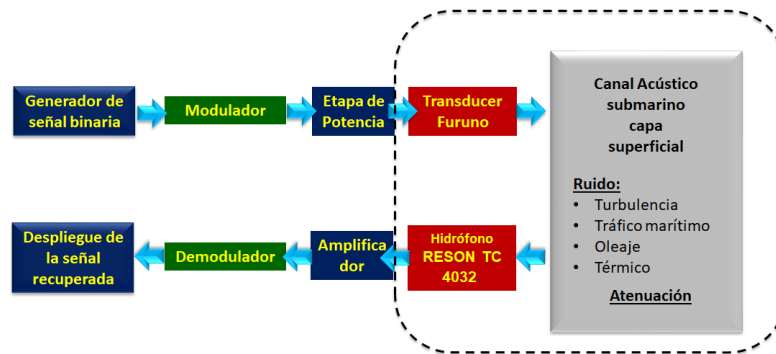 Generador de
señal binaria
Modulador
Etapa de
Potencia
Transducer
Furuno
Canal Acústico
submarino
capa
superficial
Ruido:
• Turbulencia
• Tráfico marítimo
• Oleaje
• Térmico
Atenuación
Despliegue de
la señal
recuperada
Demodulador
Amplifica
dor
Hidrófono
RESON TC
4032